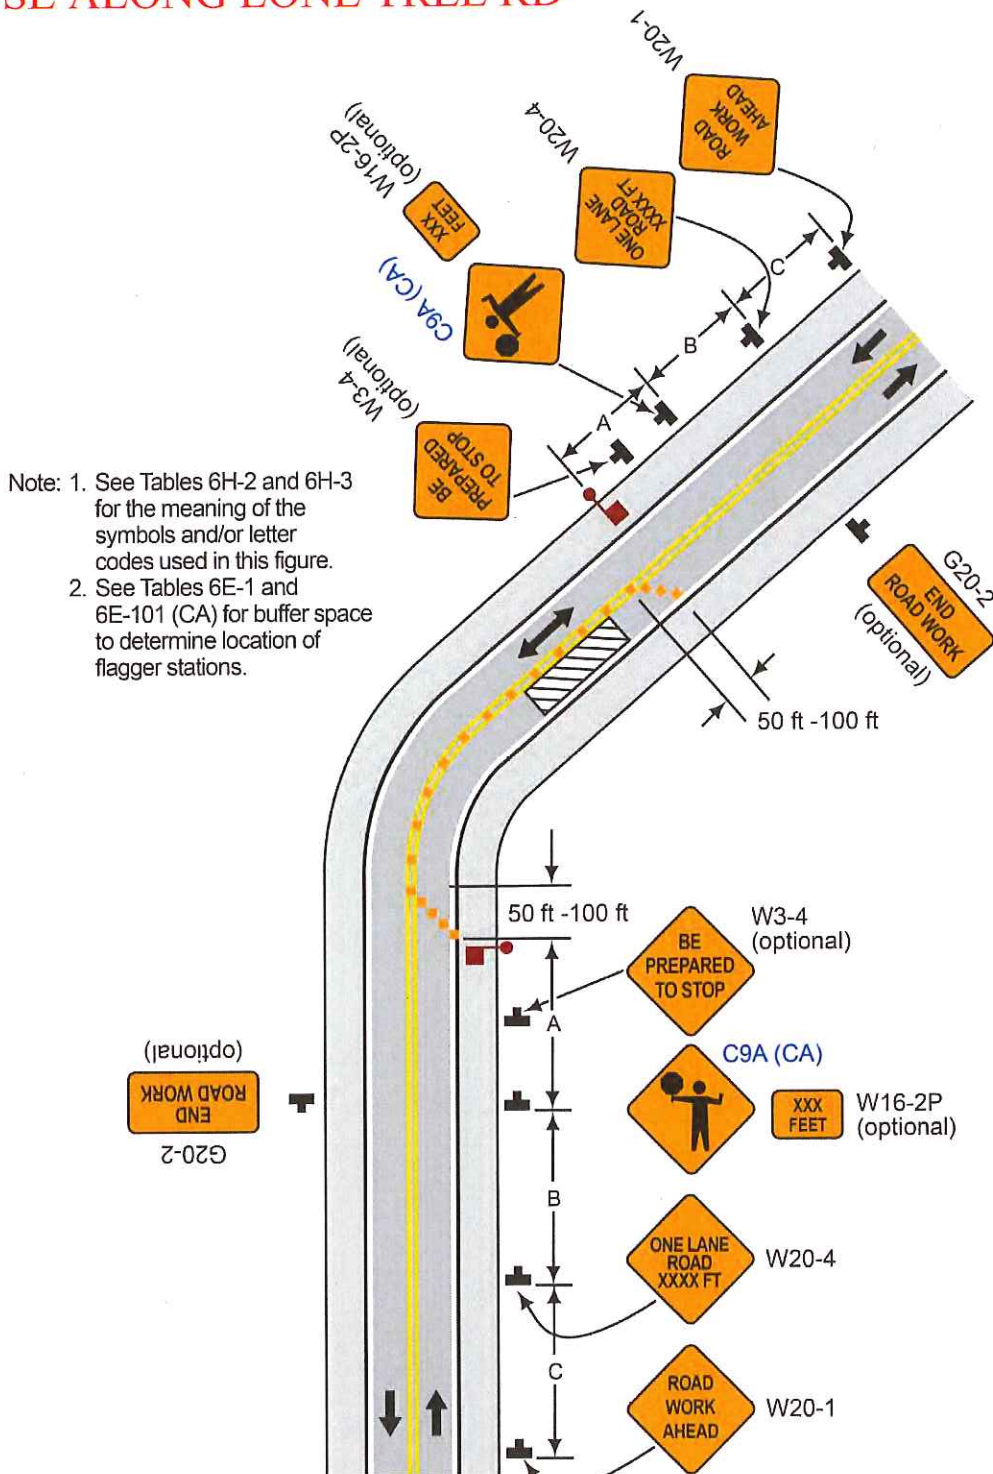 SE ALONG LONE TREE RD
W20-1
ROAD
WORK
AHEAD
W20-4
ONE LANE
ROAD
XXXX FT
W16-2P
(optional)
XXX
FEET
C9A (CA)
W3-4
(optional)
BE
PREPARED
TO STOP
C
B
A
Note: 1. See Tables 6H-2 and 6H-3
for the meaning of the
symbols and/or letter
codes used in this figure.
2. See Tables 6E-1 and
6E-101 (CA) for buffer space
to determine location of
flagger stations.
G20-2
(optional)
END
ROAD WORK
50 ft -100 ft
50 ft -100 ft
W3-4
(optional)
BE
PREPARED
TO STOP
A
C9A (CA)
XXX
FEET
W16-2P
(optional)
(optional)
END
ROAD WORK
G20-2
B
ONE LANE
ROAD
XXXX FT
W20-4
C
ROAD
WORK
AHEAD
W20-1